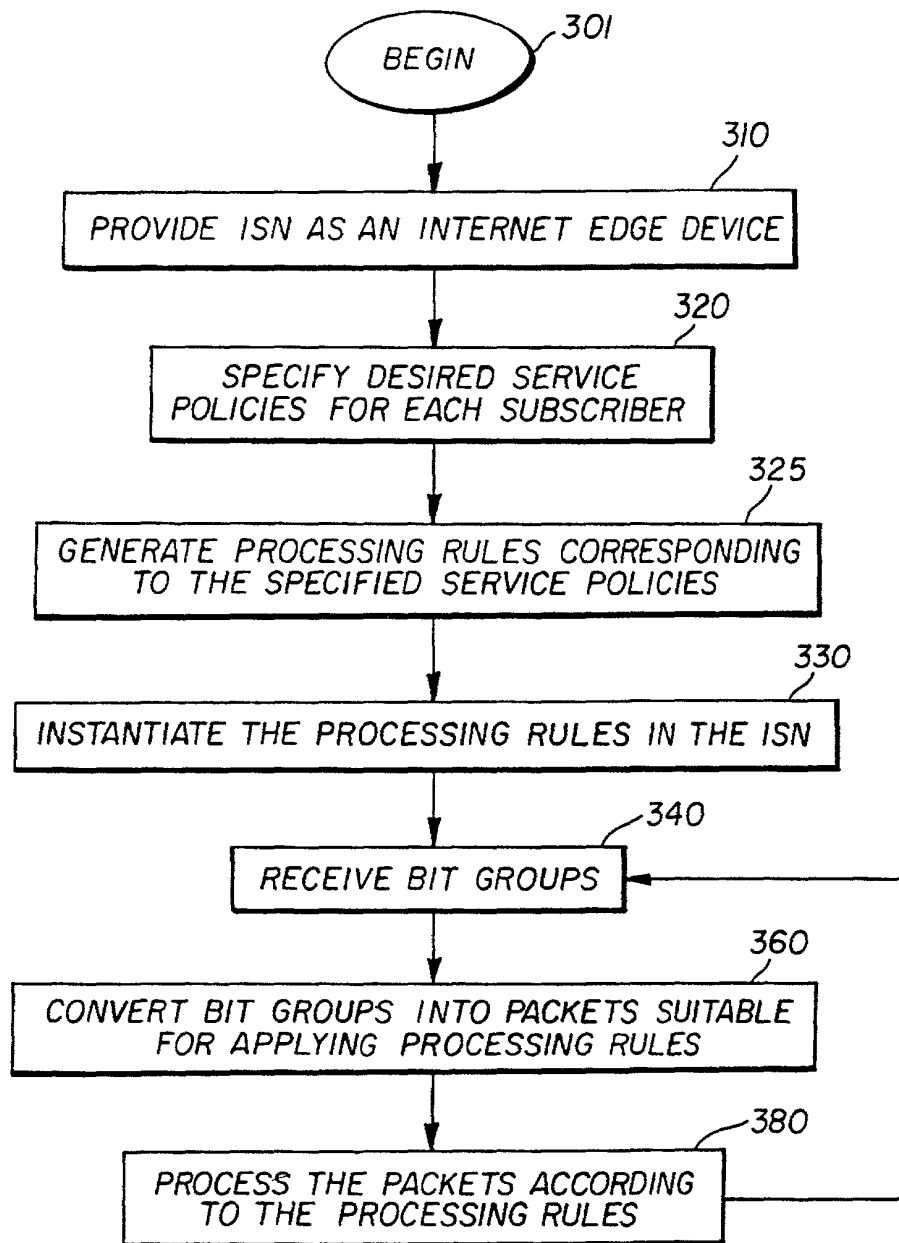 BEGIN
301
310
PROVIDE ISN AS AN INTERNET EDGE DEVICE
320
SPECIFY DESIRED SERVICE
POLICIES FOR EACH SUBSCRIBER
325
GENERATE PROCESSING RULES CORRESPONDING
TO THE SPECIFIED SERVICE POLICIES
330
INSTANTIATE THE PROCESSING RULES IN THE ISN
340
RECEIVE BIT GROUPS
360
CONVERT BIT GROUPS INTO PACKETS SUITABLE
FOR APPLYING PROCESSING RULES
380
PROCESS THE PACKETS ACCORDING
TO THE PROCESSING RULES